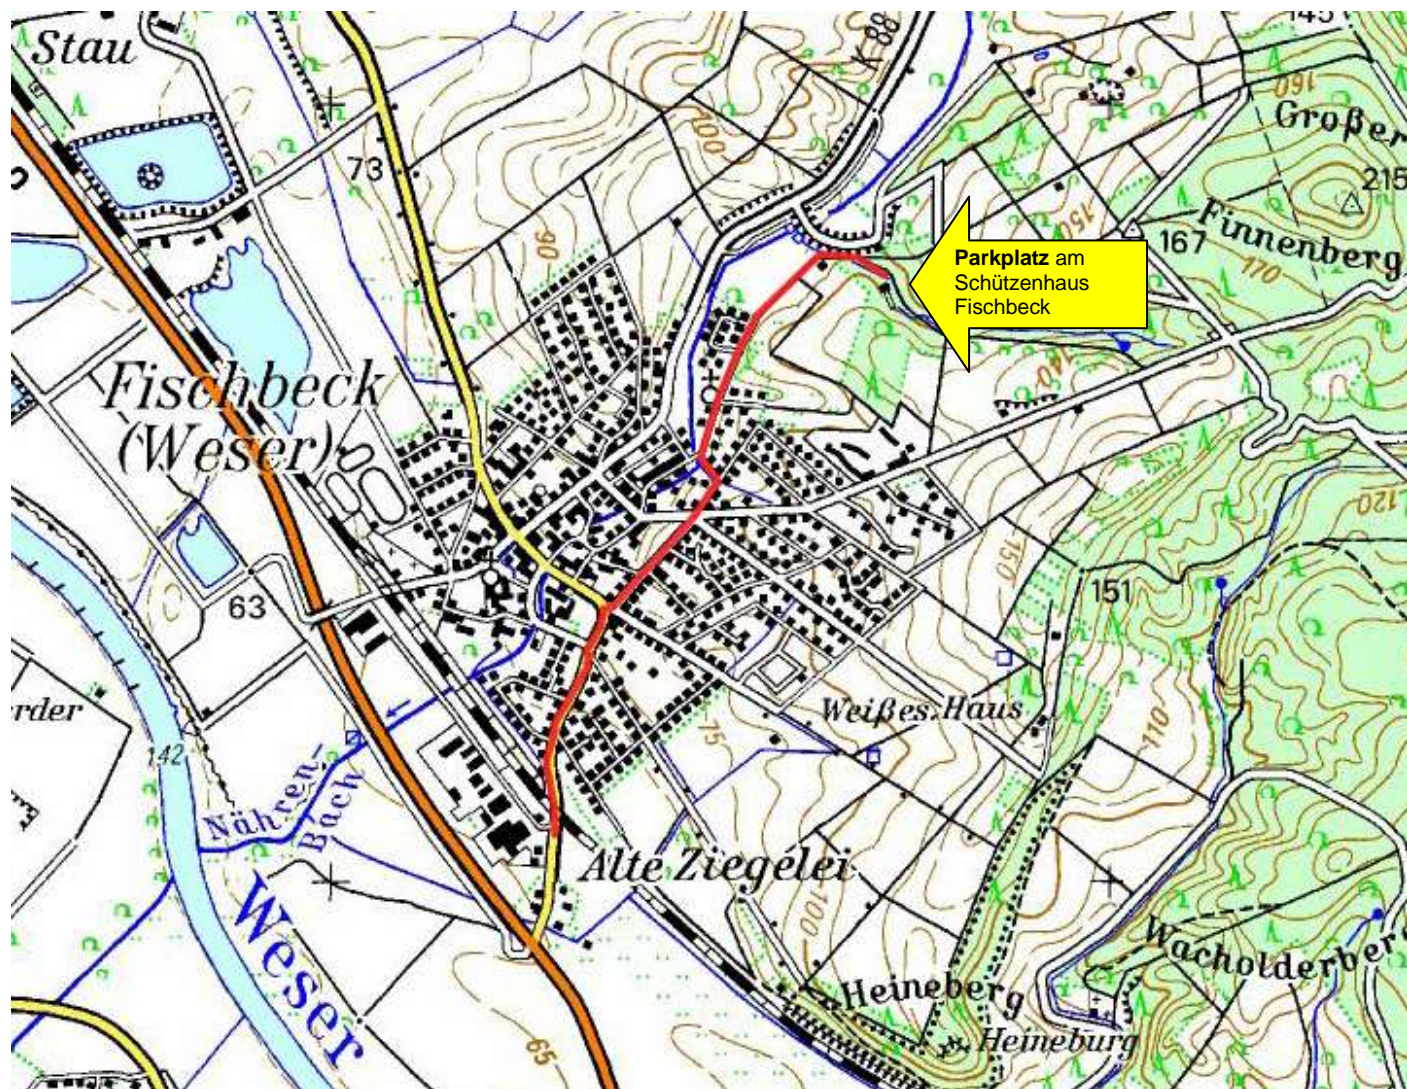 Stau
K 88
145
160
Großer
73
100
215
150
Finnenberg
167
170
90
Parkplatz am
Schützenhaus
Fischbeck
140
Fischbeck
(Weser)
120
150
151
63
Weißes Haus
rder
75
110
142
Nähren-
Bach
Alte Ziegelei
100
Weser
Wacholderberg
Heineberg
Heineburg
65